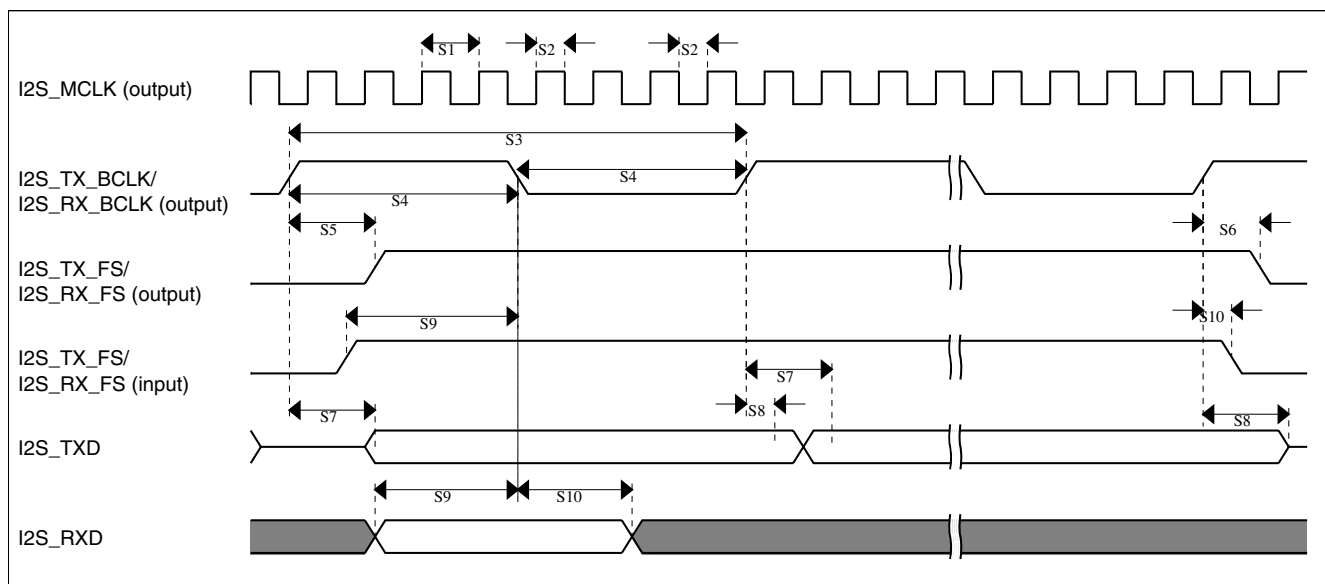 S1
S2
S2
I2S_MCLK (output)
S3
I2S_TX_BCLK/
I2S_RX_BCLK (output)
S4
S4
S5
S6
I2S_TX_FS/
I2S_RX_FS (output)
S9
S10
I2S_TX_FS/
I2S_RX_FS (input)
S7
S7
S8
S8
I2S_TXD
S9
S10
I2S_RXD